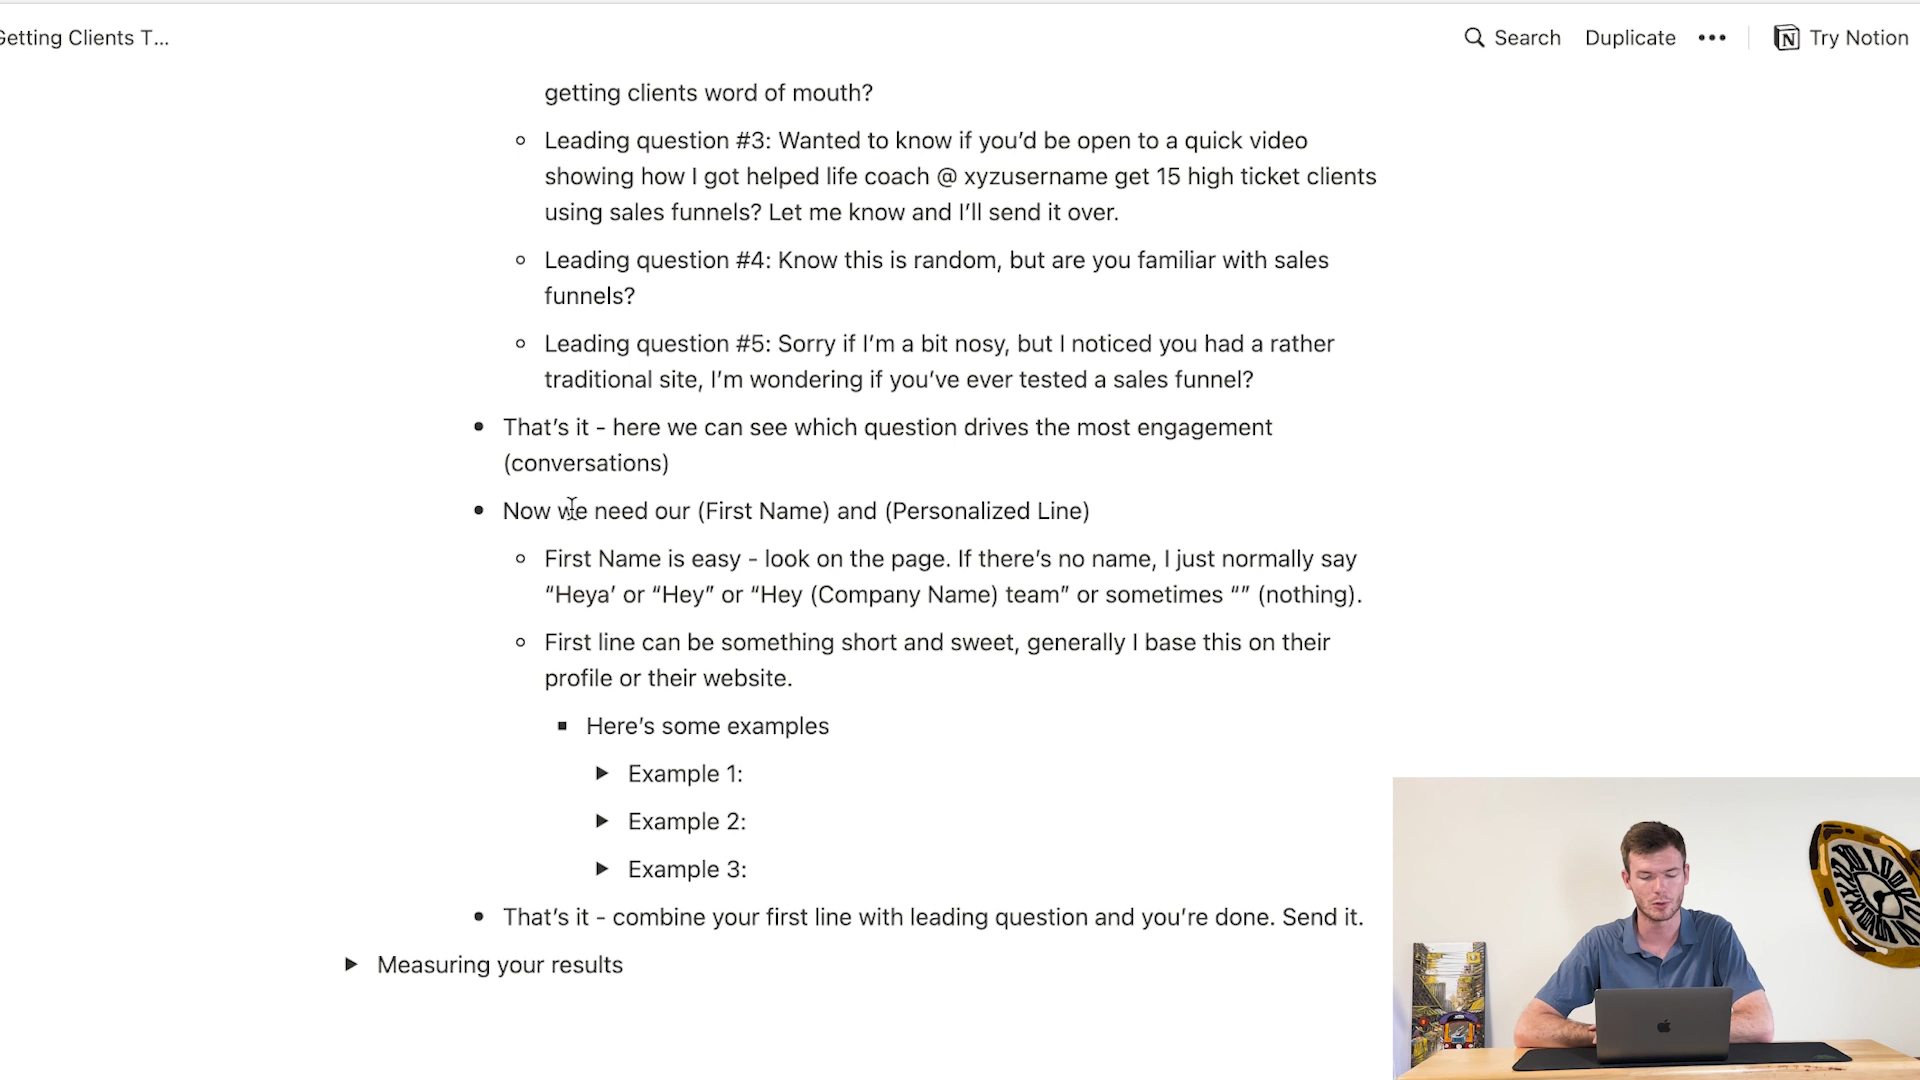 Getting Clients T...
Search Duplicate ••• Try Notion
getting clients word of mouth?
Leading question #3: Wanted to know if you’d be open to a quick video
showing how I got helped life coach @ xyzusername get 15 high ticket clients
using sales funnels? Let me know and I’ll send it over.
Leading question #4: Know this is random, but are you familiar with sales
funnels?
Leading question #5: Sorry if I’m a bit nosy, but I noticed you had a rather
traditional site, I’m wondering if you’ve ever tested a sales funnel?
That’s it - here we can see which question drives the most engagement
(conversations)
Now we need our (First Name) and (Personalized Line)
First Name is easy - look on the page. If there’s no name, I just normally say
“Heya’ or “Hey” or “Hey (Company Name) team” or sometimes “” (nothing).
First line can be something short and sweet, generally I base this on their
profile or their website.
Here’s some examples
Example 1:
Example 2:
Example 3:
That’s it - combine your first line with leading question and you’re done. Send it.
Measuring your results